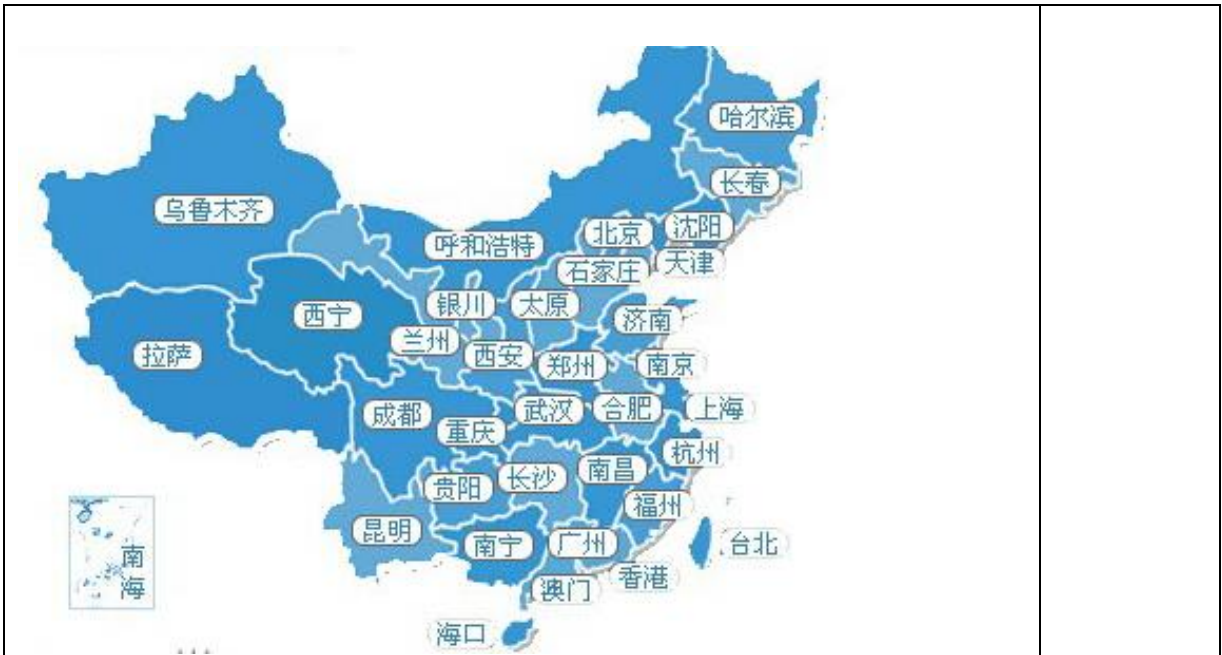 哈尔滨
长春
乌鲁木齐
北京
沈阳
呼和浩特
天津
石家庄
银川
太原
西宁
济南
兰州
西安
郑州
南京
拉萨
成都
武汉
合肥
上海
重庆
杭州
长沙
南昌
贵阳
福州
昆明
南宁
广州
台北
香港
澳门
海口
南
海